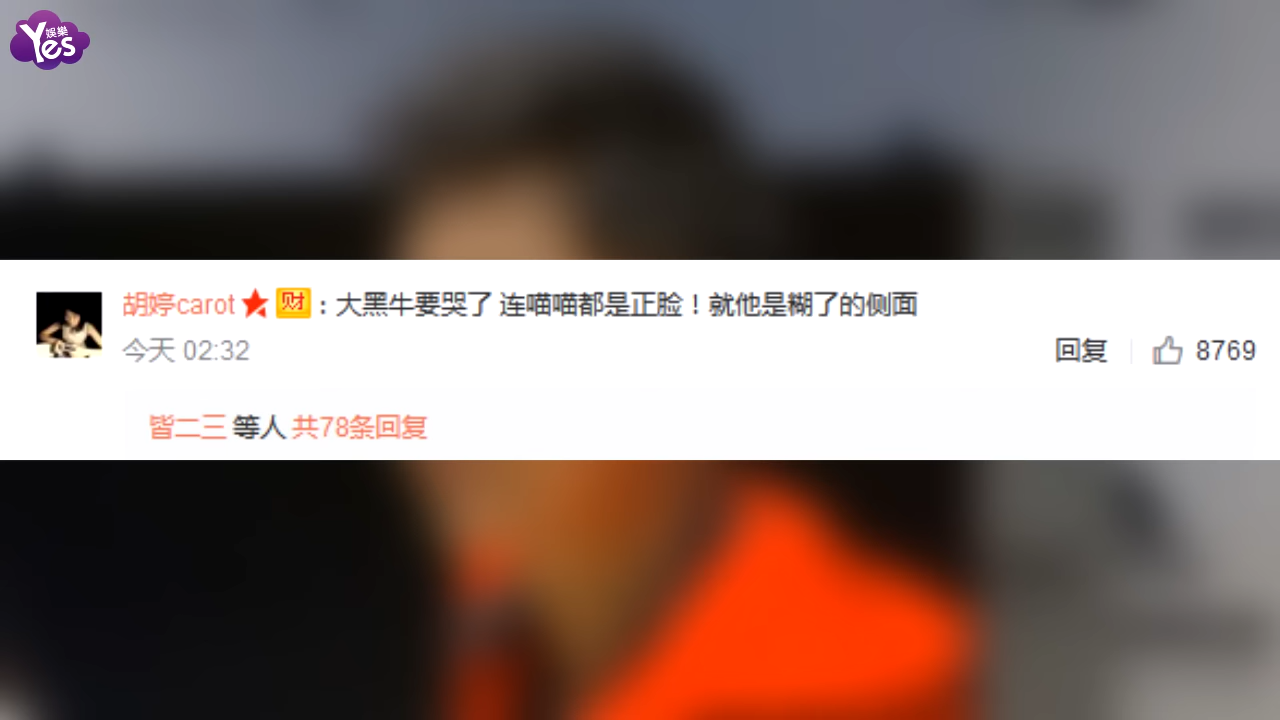 娛樂
Yes
胡婷carot 财：大黑牛要哭了 连喵喵都是正脸！就他是糊了的侧面
今天 02:32
回复 8769
皆二三 等人 共78条回复